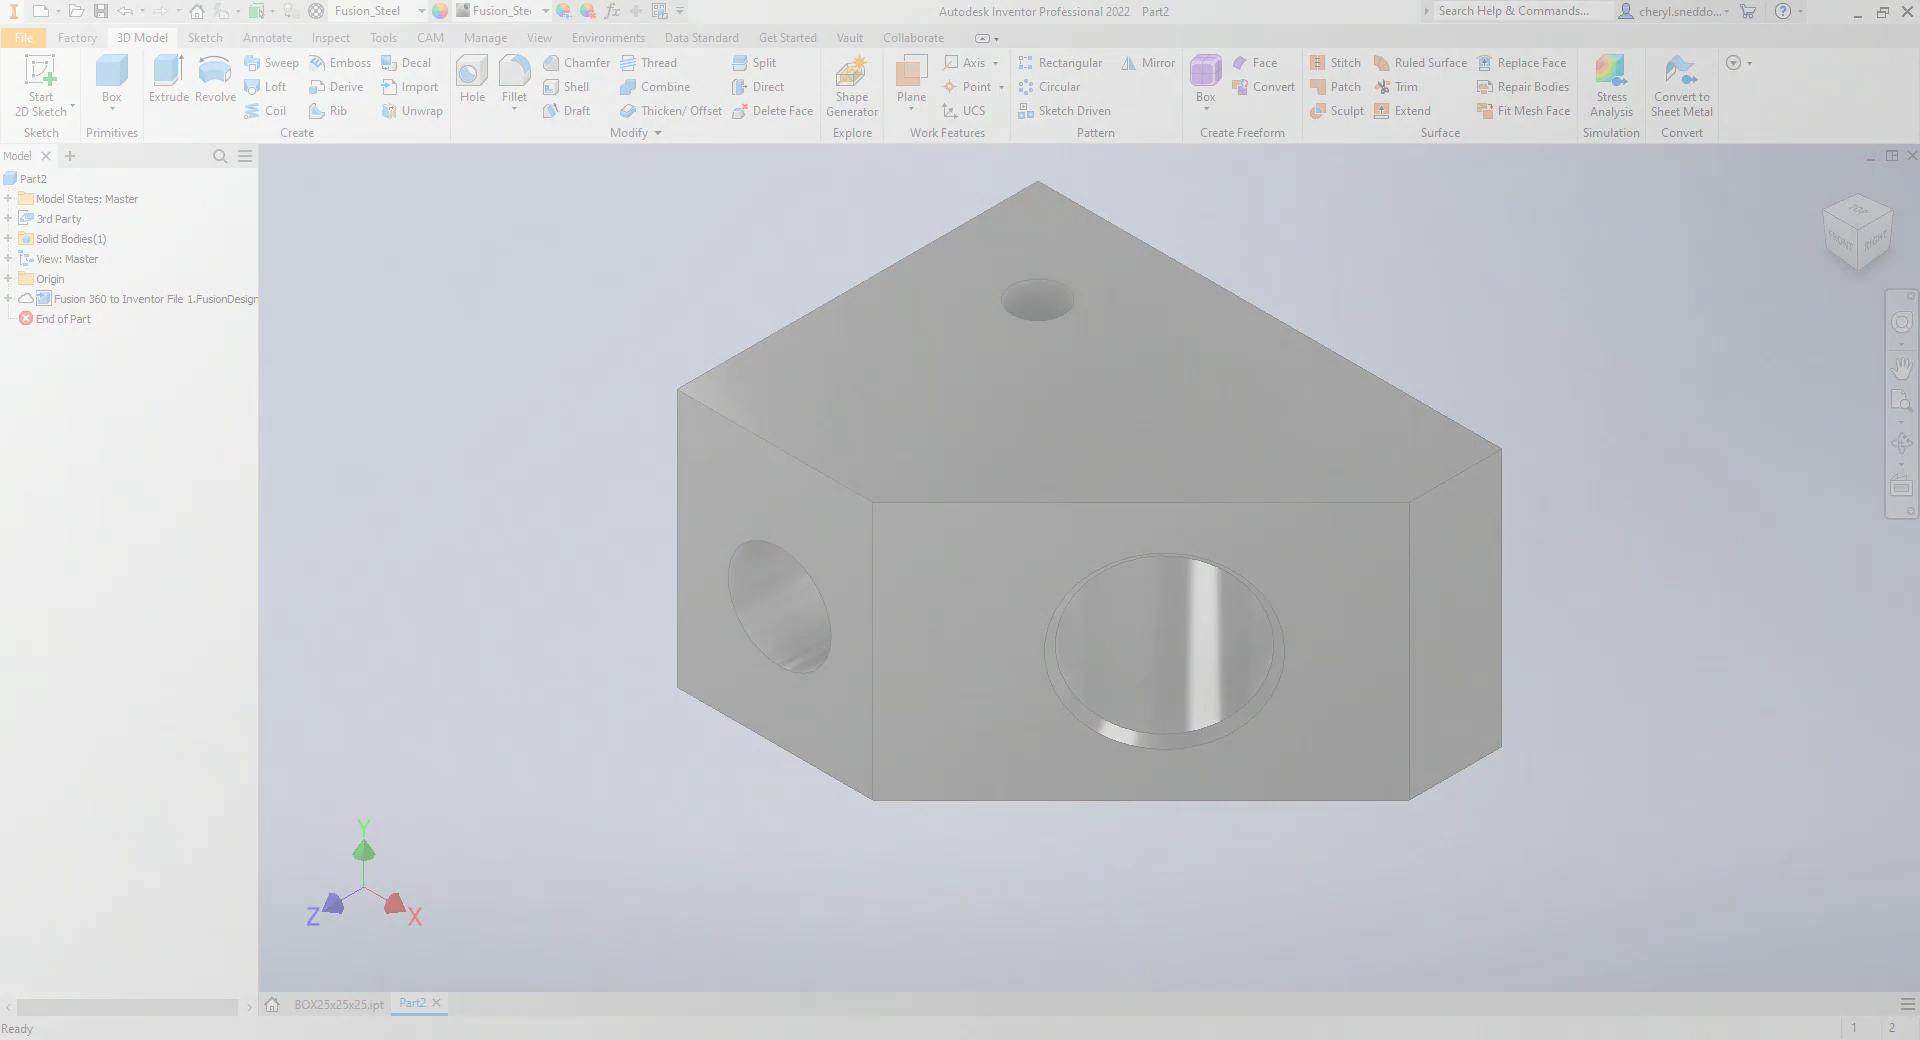 Fusion_Steel
Fusion_Ste
Autodesk Inventor Professional 2022 Part2
Search Help & Commands...
cheryl.sneddo...
File Factory 3D Model Sketch Annotate Inspect Tools CAM Manage View Environments Data Standard Get Started Vault Collaborate
Start
2D Sketch
Sketch
Box
Primitives
Extrude
Revolve
Sweep
Loft
Coil
Emboss
Derive
Rib
Decal
Import
Unwrap
Create
Hole
Fillet
Chamfer
Shell
Draft
Thread
Combine
Thicken/ Offset
Split
Direct
Delete Face
Modify
Shape
Generator
Explore
Plane
Axis
Point
UCS
Work Features
Rectangular
Circular
Sketch Driven
Mirror
Pattern
Box
Face
Convert
Create Freeform
Stitch
Patch
Sculpt
Ruled Surface
Trim
Extend
Replace Face
Repair Bodies
Fit Mesh Face
Surface
Stress
Analysis
Simulation
Convert to
Sheet Metal
Convert
Model
Part2
Model States: Master
3rd Party
Solid Bodies(1)
View: Master
Origin
Fusion 360 to Inventor File 1.FusionDesign
End of Part
TOP
FRONT
RIGHT
Y
Z
X
BOX25x25x25.ipt
Part2
Ready
1 2